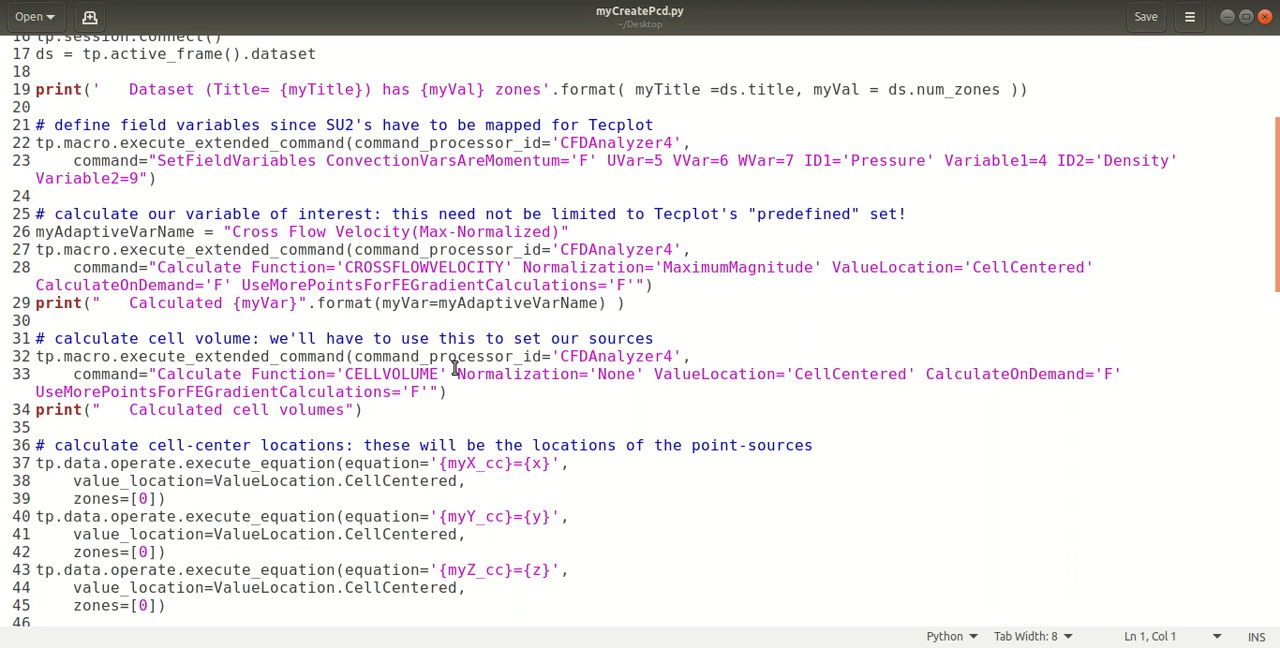 Open
myCreatePcd.py
~/Desktop
Save
16 tp.session.connect()
17 ds = tp.active_frame().dataset
18
19 print('   Dataset (Title= {myTitle}) has {myVal} zones'.format( myTitle =ds.title, myVal = ds.num_zones ))
20
21 # define field variables since SU2's have to be mapped for Tecplot
22 tp.macro.execute_extended_command(command_processor_id='CFDAnalyzer4',
23     command="SetFieldVariables ConvectionVarsAreMomentum='F' UVar=5 VVar=6 WVar=7 ID1='Pressure' Variable1=4 ID2='Density'
Variable2=9")
24
25 # calculate our variable of interest: this need not be limited to Tecplot's "predefined" set!
26 myAdaptiveVarName = "Cross Flow Velocity(Max-Normalized)"
27 tp.macro.execute_extended_command(command_processor_id='CFDAnalyzer4',
28     command="Calculate Function='CROSSFLOWVELOCITY' Normalization='MaximumMagnitude' ValueLocation='CellCentered'
CalculateOnDemand='F' UseMorePointsForFEGradientCalculations='F'")
29 print("   Calculated {myVar}".format(myVar=myAdaptiveVarName) )
30
31 # calculate cell volume: we'll have to use this to set our sources
32 tp.macro.execute_extended_command(command_processor_id='CFDAnalyzer4',
33     command="Calculate Function='CELLVOLUME' Normalization='None' ValueLocation='CellCentered' CalculateOnDemand='F'
UseMorePointsForFEGradientCalculations='F'")
34 print("   Calculated cell volumes")
35
36 # calculate cell-center locations: these will be the locations of the point-sources
37 tp.data.operate.execute_equation(equation='{myX_cc}={x}',
38     value_location=ValueLocation.CellCentered,
39     zones=[0])
40 tp.data.operate.execute_equation(equation='{myY_cc}={y}',
41     value_location=ValueLocation.CellCentered,
42     zones=[0])
43 tp.data.operate.execute_equation(equation='{myZ_cc}={z}',
44     value_location=ValueLocation.CellCentered,
45     zones=[0])
46
Python
Tab Width: 8
Ln 1, Col 1
INS